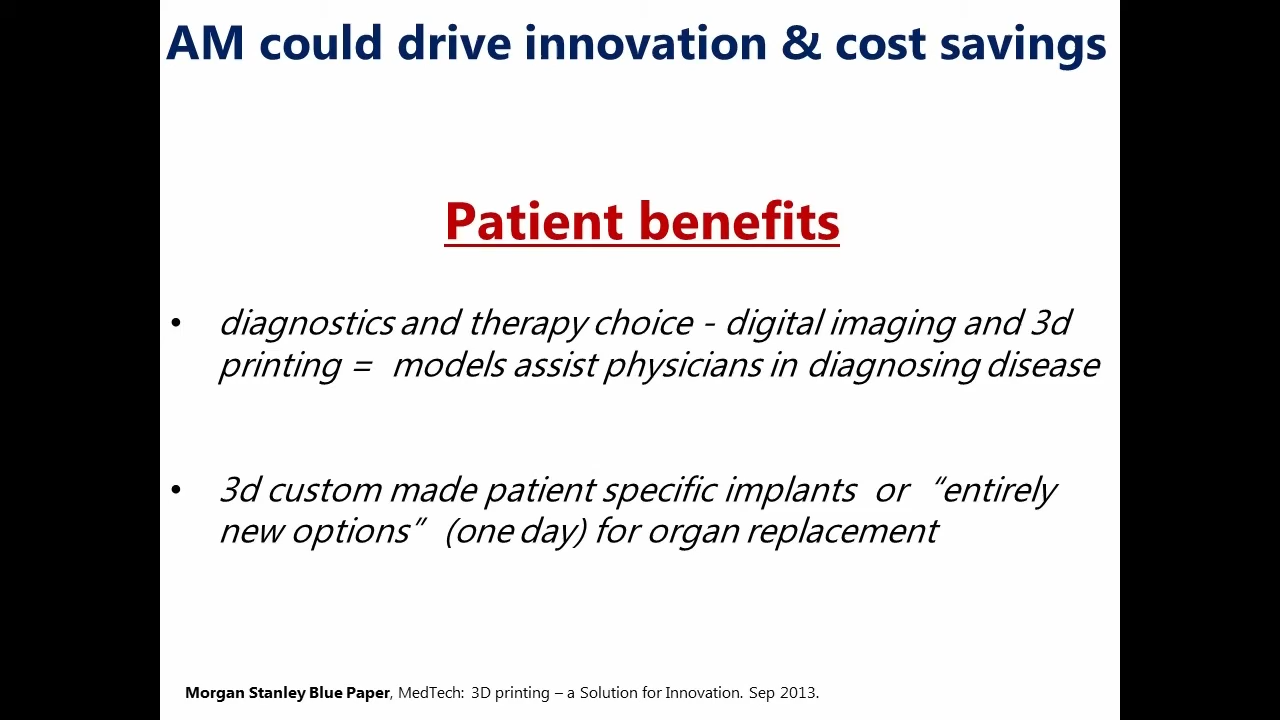 AM could drive innovation & cost savings
Patient benefits
• diagnostics and therapy choice - digital imaging and 3d
printing = models assist physicians in diagnosing disease
• 3d custom made patient specific implants or “entirely
new options” (one day) for organ replacement
Morgan Stanley Blue Paper, MedTech: 3D printing – a Solution for Innovation. Sep 2013.